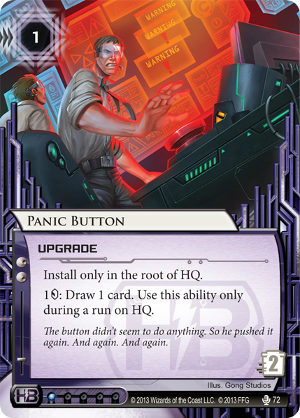 WARNING
WARNING
WARNING
WARNING
1
PANIC BUTTON
UPGRADE
Install only in the root of HQ.
1: Draw 1 card. Use this ability only
during a run on HQ.
The button didn't seem to do anything. So he pushed it
again. And again. And again.
2
Illus. Gong Studios
HB
© 2013 Wizards of the Coast LLC. © 2013 FFG
72